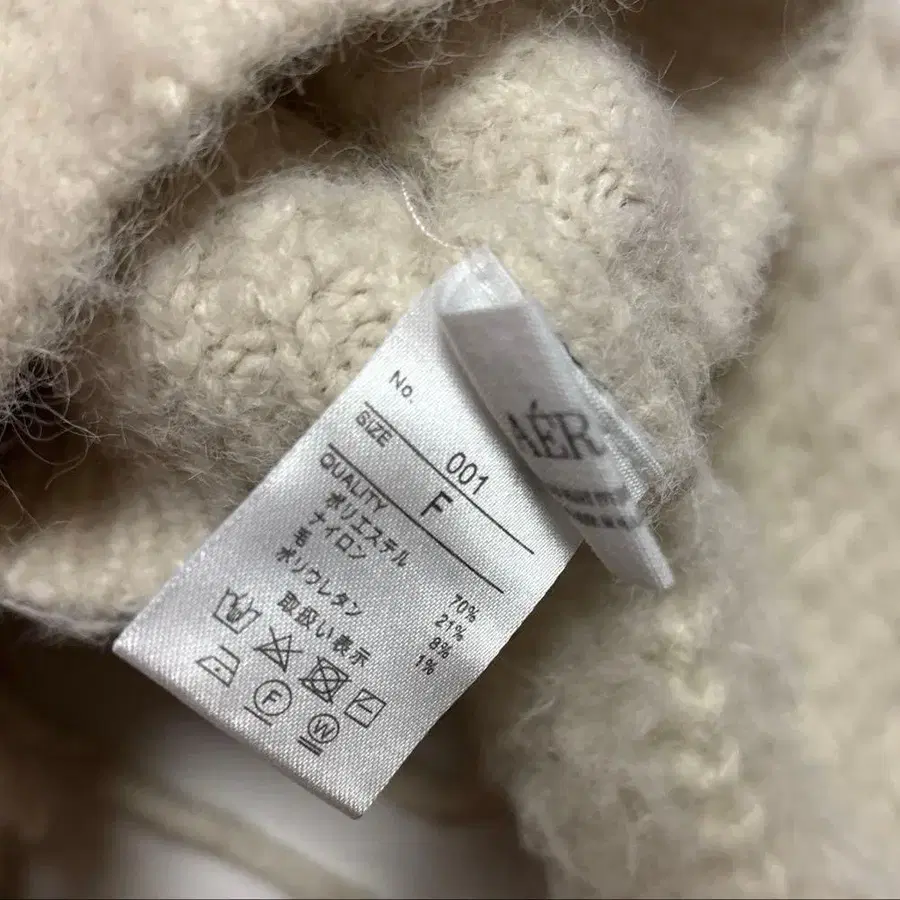 No. 001
SIZE F
QUALITY
ポリエステル 70%
ナイロン 21%
毛 8%
ポリウレタン 1%
取扱い表示
F
W
AÉR